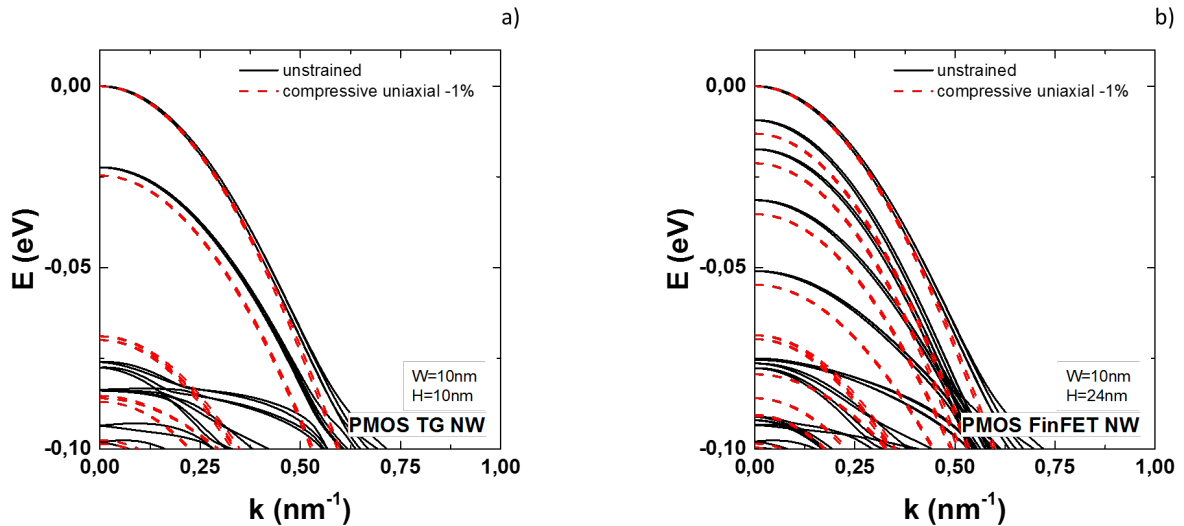 a)
unstrained
compressive uniaxial -1%
0,00
-0,05
-0,10
E (eV)
W=10nm
H=10nm
PMOS TG NW
0,00 0,25 0,50 0,75 1,00
k (nm-1)
b)
unstrained
compressive uniaxial -1%
0,00
-0,05
-0,10
E (eV)
W=10nm
H=24nm
PMOS FinFET NW
0,00 0,25 0,50 0,75 1,00
k (nm-1)